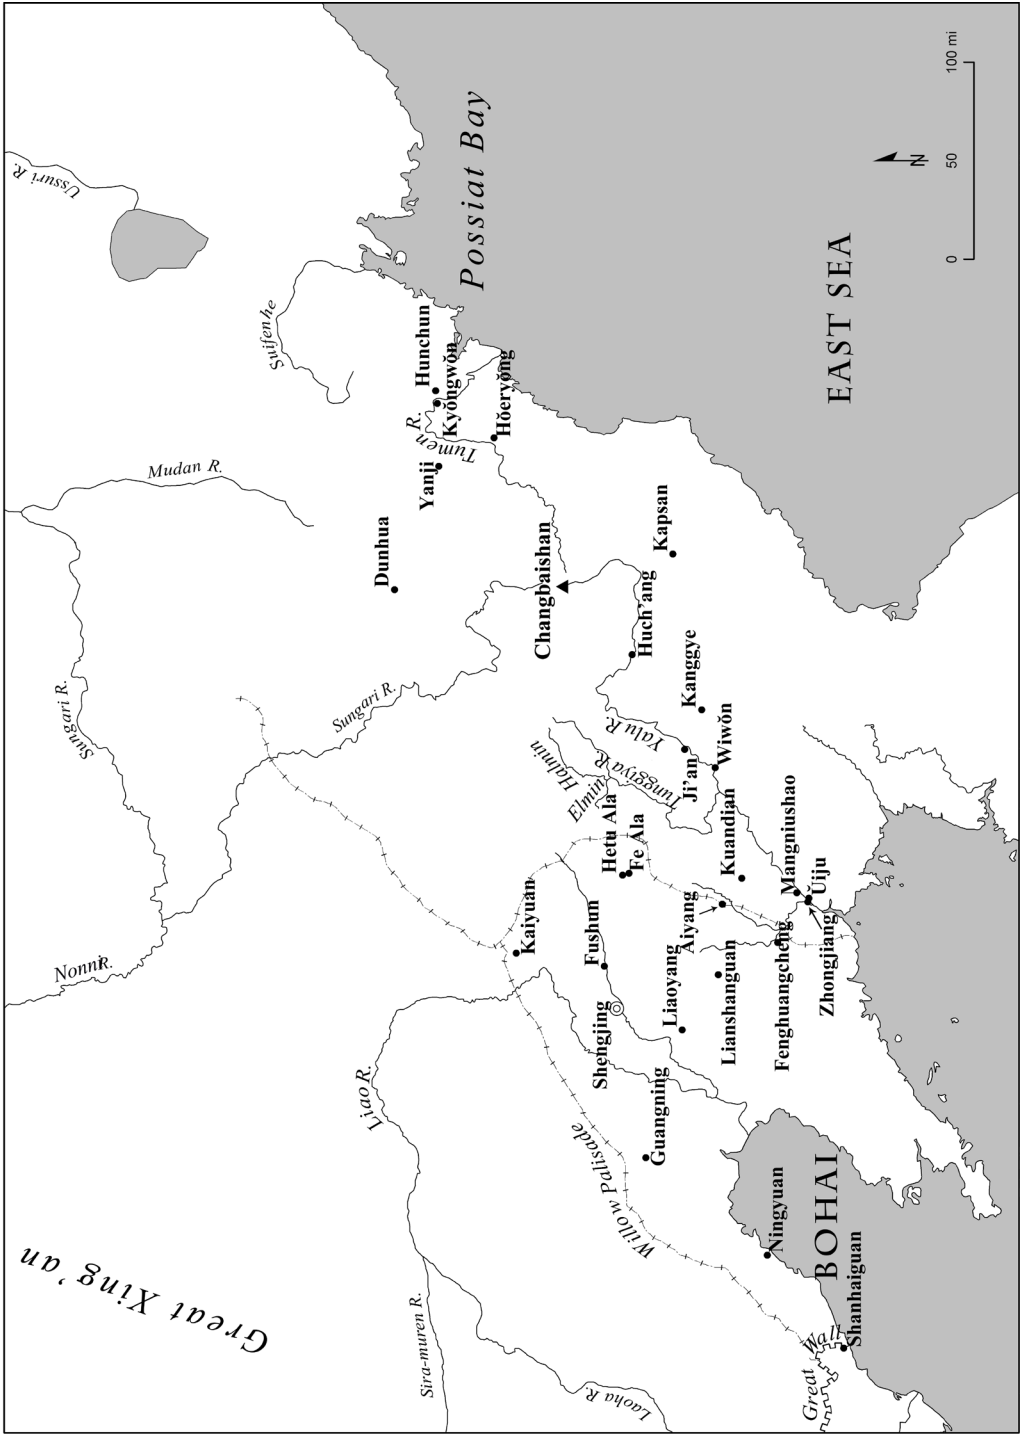 Great Xing'an
Nonni R.
Sungari R.
Mudan R.
Ussuri R.
Suifenhe
Liao R.
Sira-muren R.
Laoha R.
Sungari R.
Dunhua
Yanji
Tumen R.
Hunchun
Kyŏngwŏn
Hŏeryŏng
Possiat Bay
Changbaishan
Kaiyuan
Willow Palisade
Fushun
Shengjing
Guangning
Liaoyang
Hetu Ala
Fe Ala
Halmin
Elmin
Tunggiya R.
Yalu R.
Huch'ang
Kapsan
Kanggye
Ji'an
Wiwŏn
Kuandian
Aiyang
Lianshanguan
Mangniushao
Ŭiju
Fenghuangcheng
Zhongjiang
Ningyuan
Shanhaiguan
Great Wall
BOHAI
EAST SEA
N
0
50
100 mi